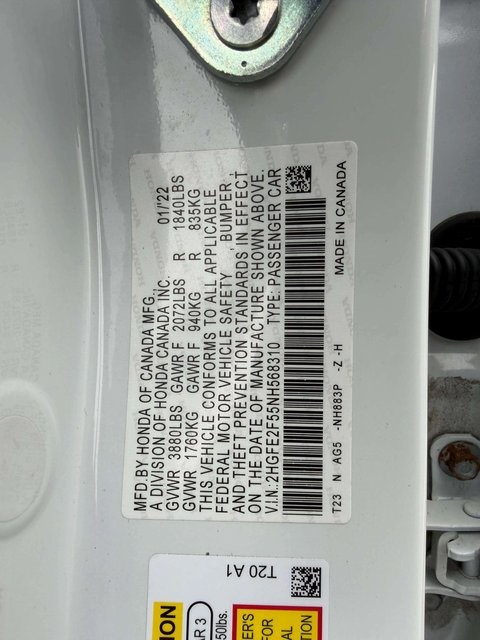 MFD.BY HONDA OF CANADA MFG., 01/'22
A DIVISION OF HONDA CANADA INC.
GVWR 3880LBS GAWR F 2072LBS R 1840LBS
GVWR 1760KG GAWR F 940KG R 835KG
THIS VEHICLE CONFORMS TO ALL APPLICABLE
FEDERAL MOTOR VEHICLE SAFETY , BUMPER ,
AND THEFT PREVENTION STANDARDS IN EFFECT
ON THE DATE OF MANUFACTURE SHOWN ABOVE.
V.I.N.:2HGFE2F55NH568310 TYPE:PASSENGER CAR
T23 N AG5 -NH883P -Z -H MADE IN CANADA
T20 A1